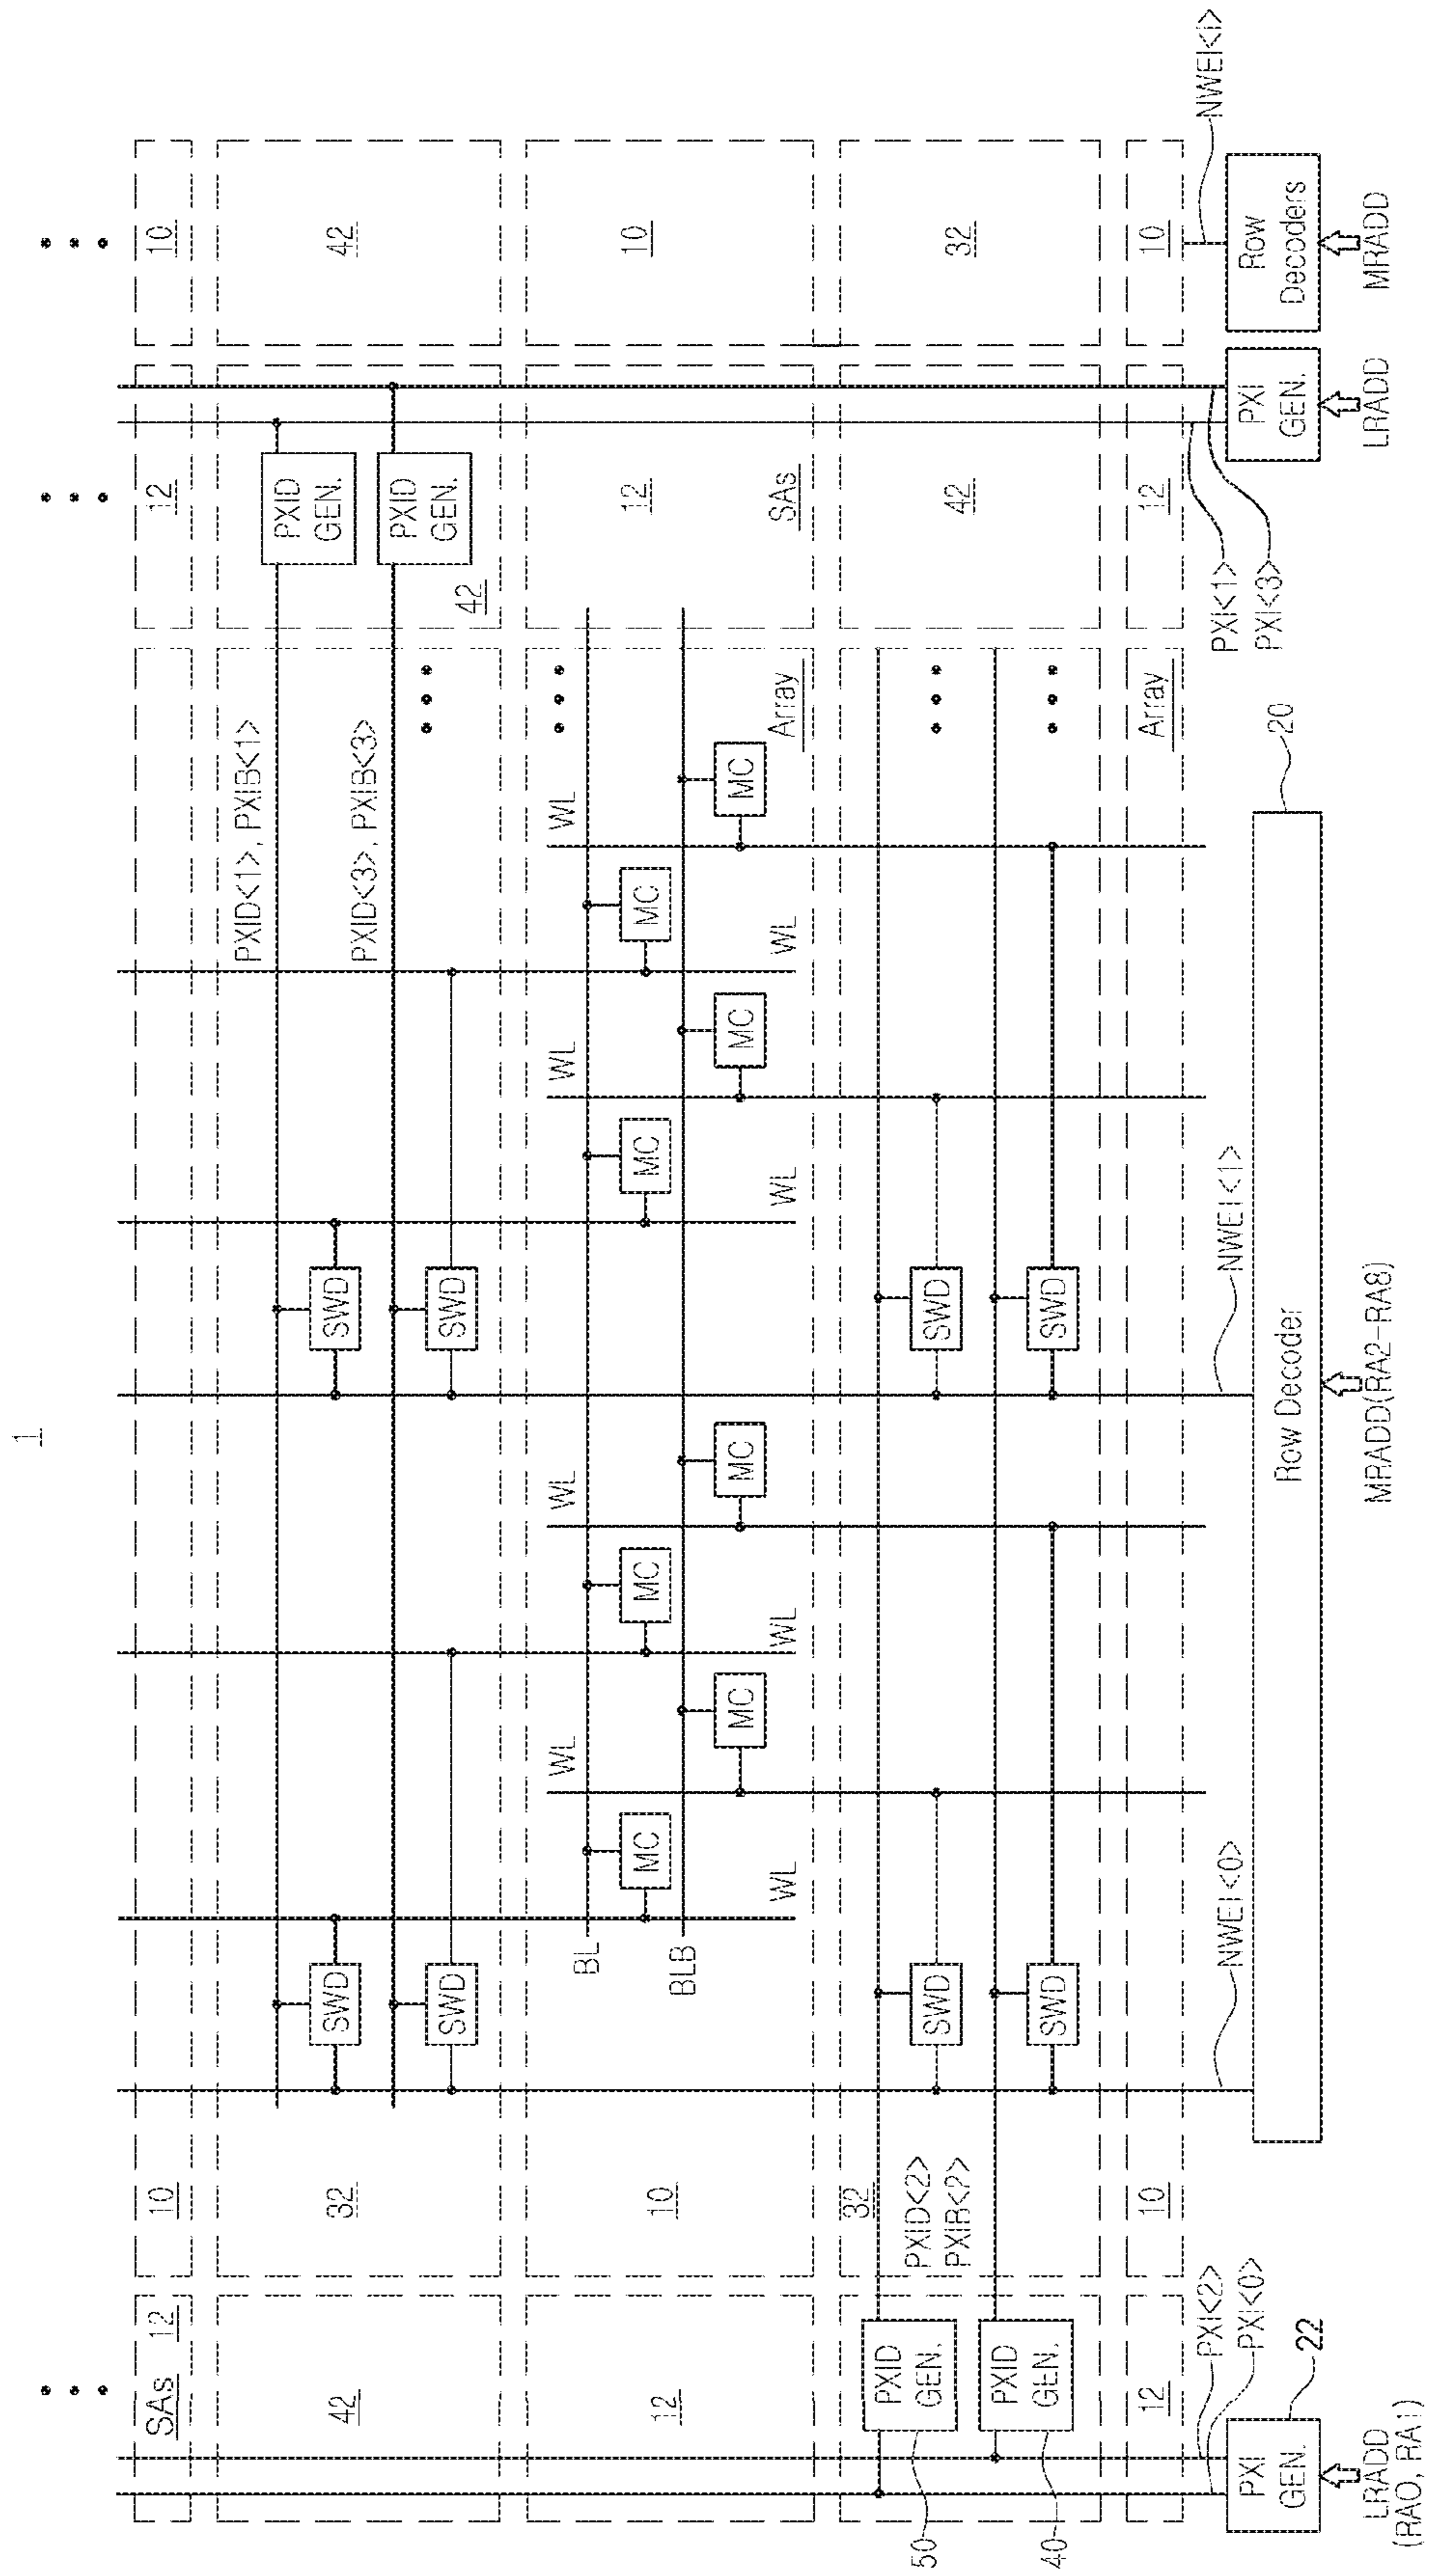 1
SAs 12
10
12
10
PXID<1>, PXIB<1>
PXID
GEN.
42
32
SWD
SWD
42
PXID<3>, PXIB<3>
PXID
GEN.
SWD
SWD
42
WL
WL
WL
WL
BL
12
10
MC
MC
MC
MC
12
10
BLB
MC
MC
MC
MC
WL
WL
WL
WL
Array
SAs
32
PXID
GEN.
PXID<2>
PXIB<2>
SWD
SWD
42
32
50
PXID
GEN.
SWD
SWD
40
12
10
Array
12
10
PXI<2>
PXI<0>
NWEI<0>
NWEI<1>
PXI<1>
PXI<3>
NWEI<i>
PXI
GEN.
22
Row Decoder
20
PXI
GEN.
Row
Decoders
LRADD
(RA0, RA1)
MRADD(RA2-RA8)
LRADD
MRADD